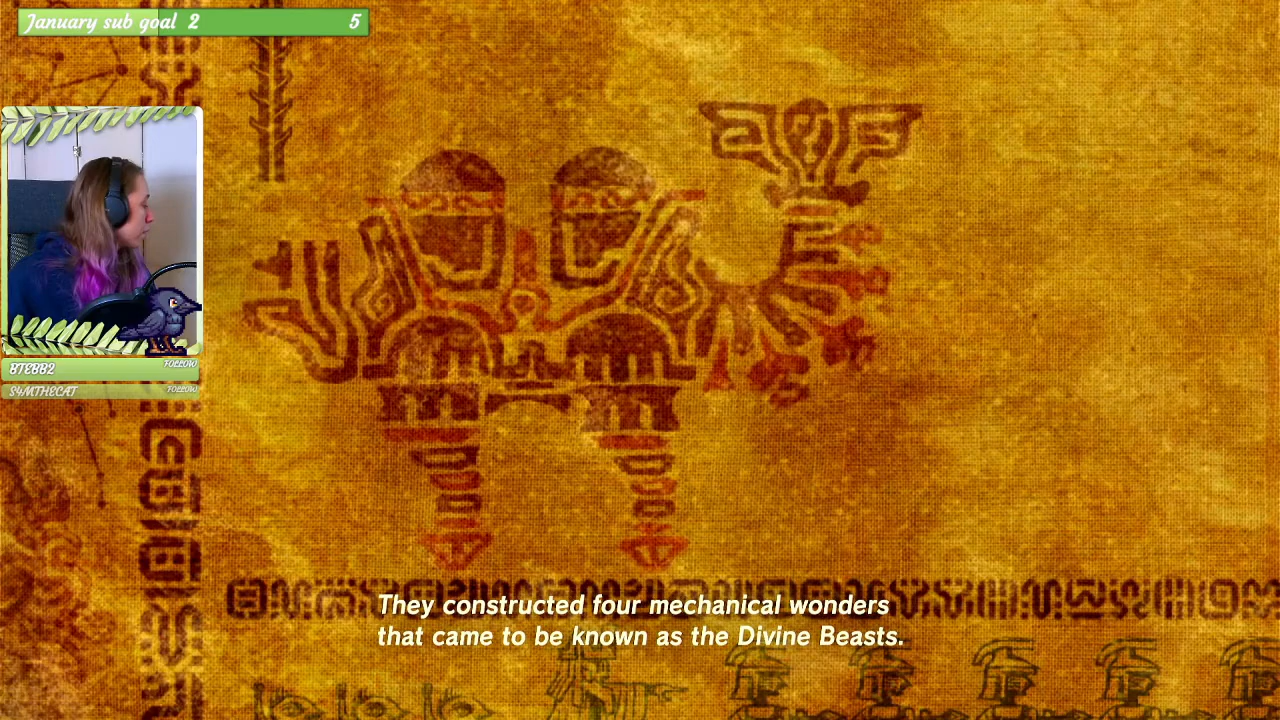 January sub goal 2 5
BTEBB2 FOLLOW
S4MTHECAT FOLLOW
They constructed four mechanical wonders
that came to be known as the Divine Beasts.